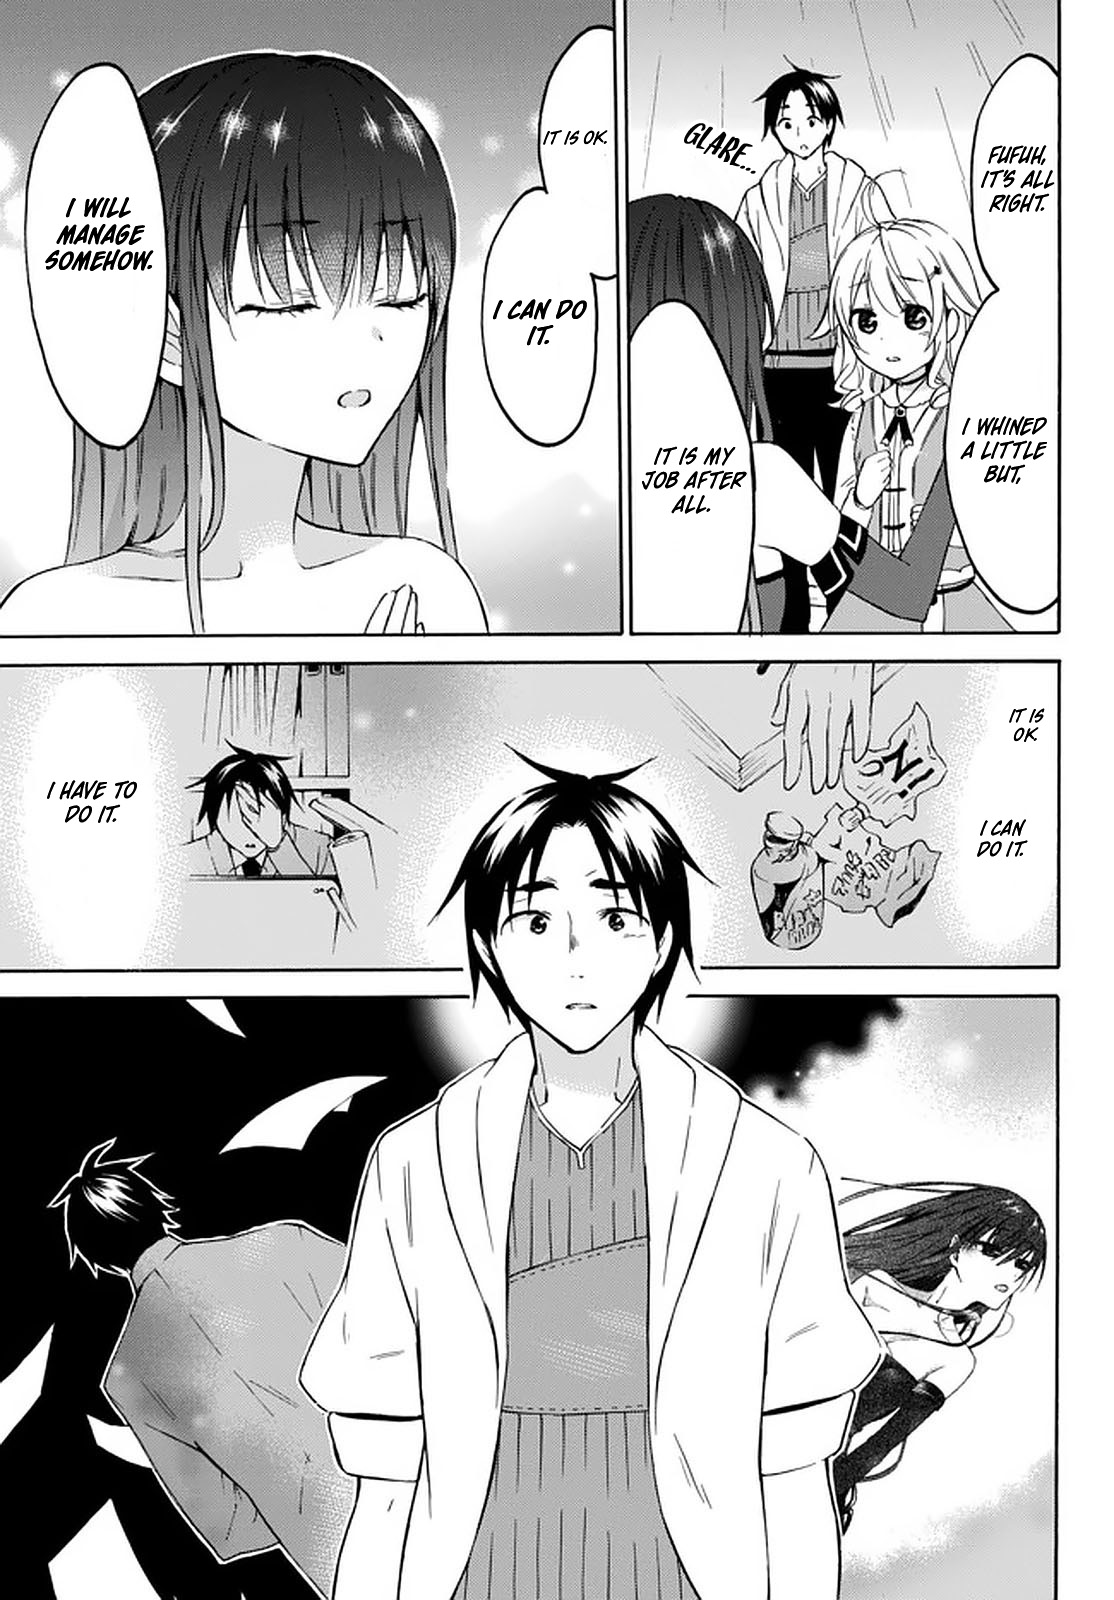 FUFUH,
IT'S ALL
RIGHT.
GLARE...
I WHINED
A LITTLE
BUT,
IT IS MY
JOB AFTER
ALL.
IT IS OK.
I CAN DO
IT.
I WILL
MANAGE
SOMEHOW.
IT IS
OK.
I CAN
DO IT.
I HAVE TO
DO IT.